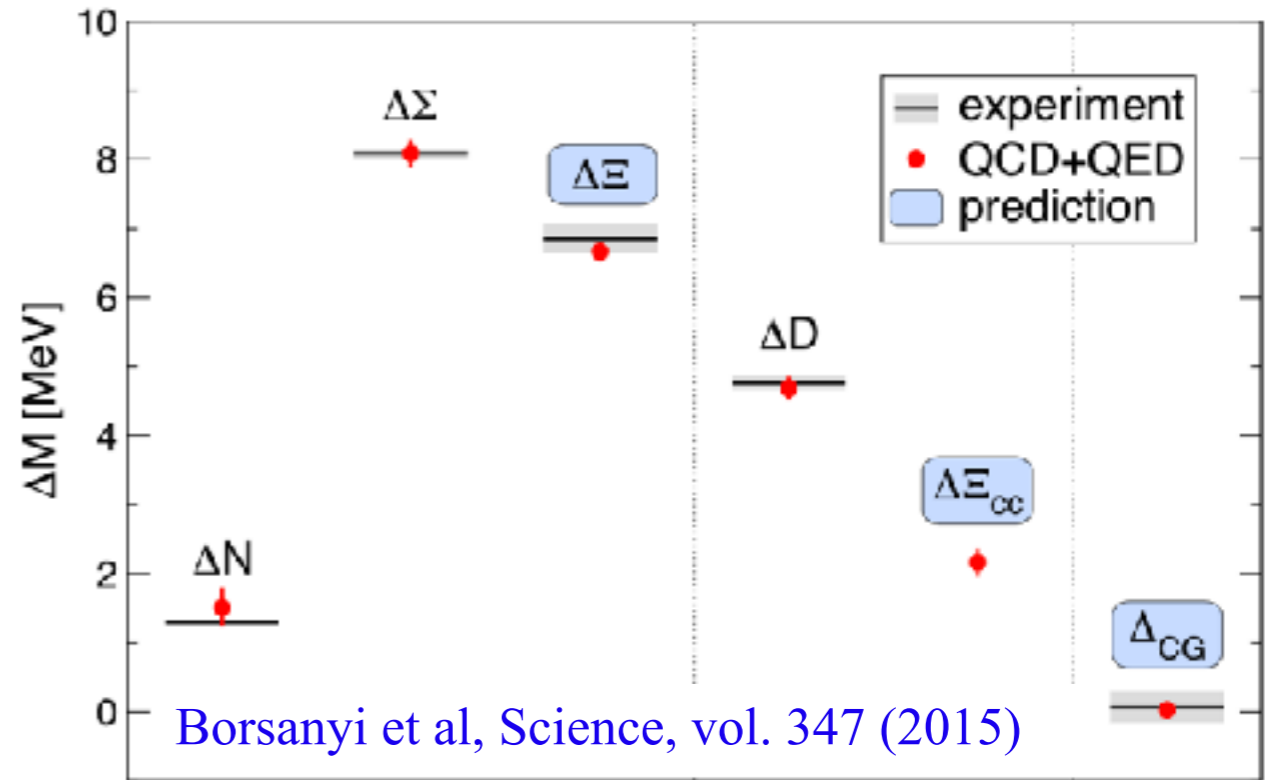 10
ΔΣ
experiment
QCD+QED
prediction
8
ΔΞ
6
ΔM [MeV]
ΔD
4
ΔΞcc
ΔN
2
ΔCG
0
Borsanyi et al, Science, vol. 347 (2015)